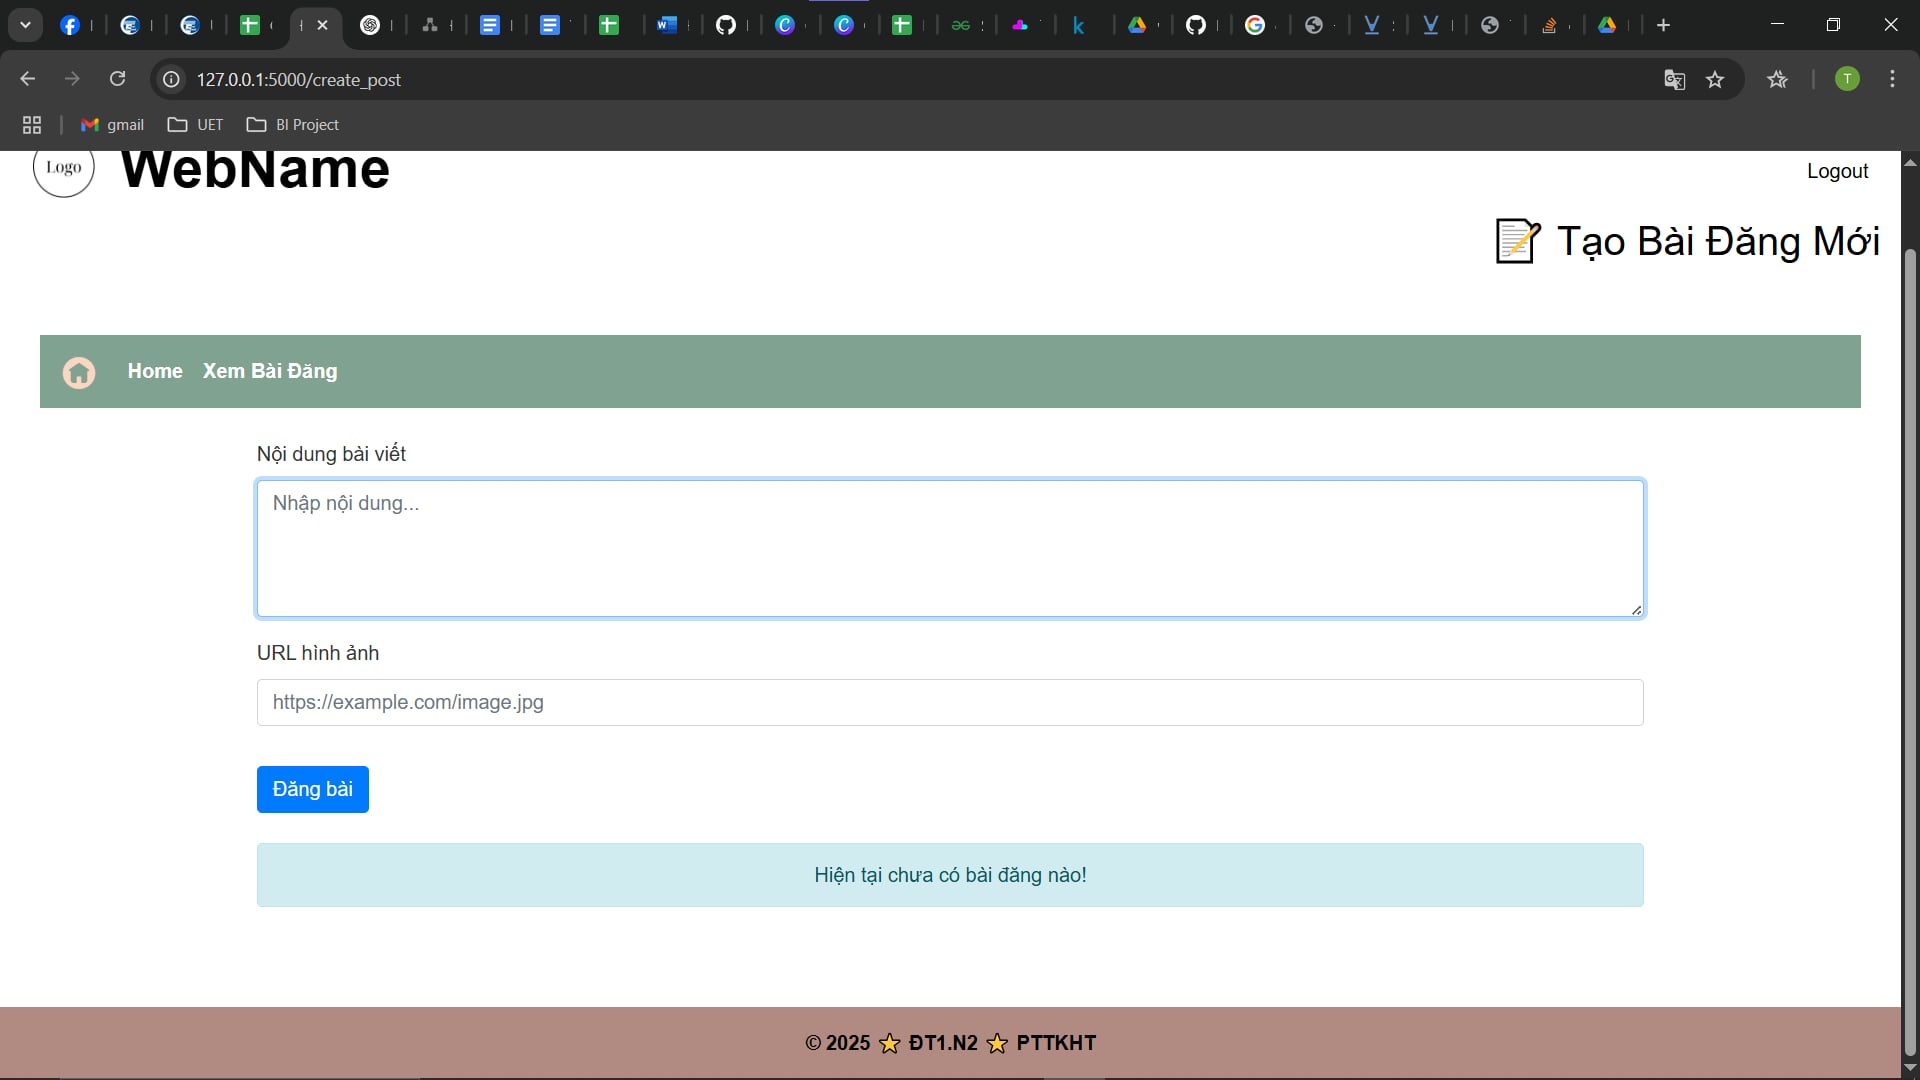 127.0.0.1:5000/create_post
gmail UET BI Project
Logo WebName Logout
📝 Tạo Bài Đăng Mới
Home Xem Bài Đăng
Nội dung bài viết
Nhập nội dung...
URL hình ảnh
https://example.com/image.jpg
Đăng bài
Hiện tại chưa có bài đăng nào!
© 2025 ⭐ ĐT1.N2 ⭐ PTTKHT